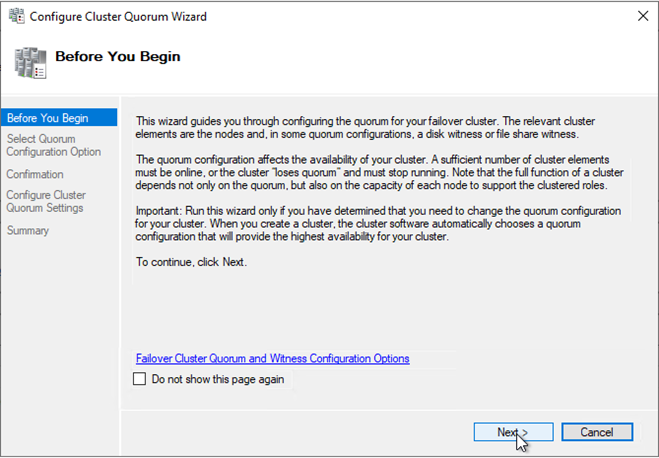 Configure Cluster Quorum Wizard
Before You Begin
Before You Begin
Select Quorum
Configuration Option
Confirmation
Configure Cluster
Quorum Settings
Summary
This wizard guides you through configuring the quorum for your failover cluster. The relevant cluster
elements are the nodes and, in some quorum configurations, a disk witness or file share witness.
The quorum configuration affects the availability of your cluster. A sufficient number of cluster elements
must be online, or the cluster "loses quorum" and must stop running. Note that the full function of a cluster
depends not only on the quorum, but also on the capacity of each node to support the clustered roles.
Important: Run this wizard only if you have determined that you need to change the quorum configuration
for your cluster. When you create a cluster, the cluster software automatically chooses a quorum
configuration that will provide the highest availability for your cluster.
To continue, click Next.
Failover Cluster Quorum and Witness Configuration Options
Do not show this page again
Next >
Cancel